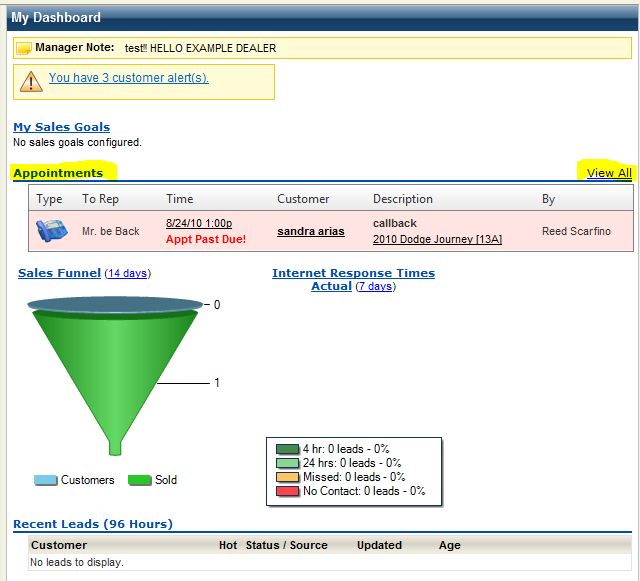 My Dashboard
Manager Note: test!! HELLO EXAMPLE DEALER
You have 3 customer alert(s).
My Sales Goals
No sales goals configured.
Appointments View All
Type To Rep Time Customer Description By
Mr. be Back 8/24/10 1:00p sandra arias callback Reed Scarfino
Appt Past Due! 2010 Dodge Journey [13A]
Sales Funnel (14 days) Internet Response Times
Actual (7 days)
0
1
4 hr: 0 leads - 0%
24 hrs: 0 leads - 0%
Missed: 0 leads - 0%
No Contact: 0 leads - 0%
Customers Sold
Recent Leads (96 Hours)
Customer Hot Status / Source Updated Age
No leads to display.